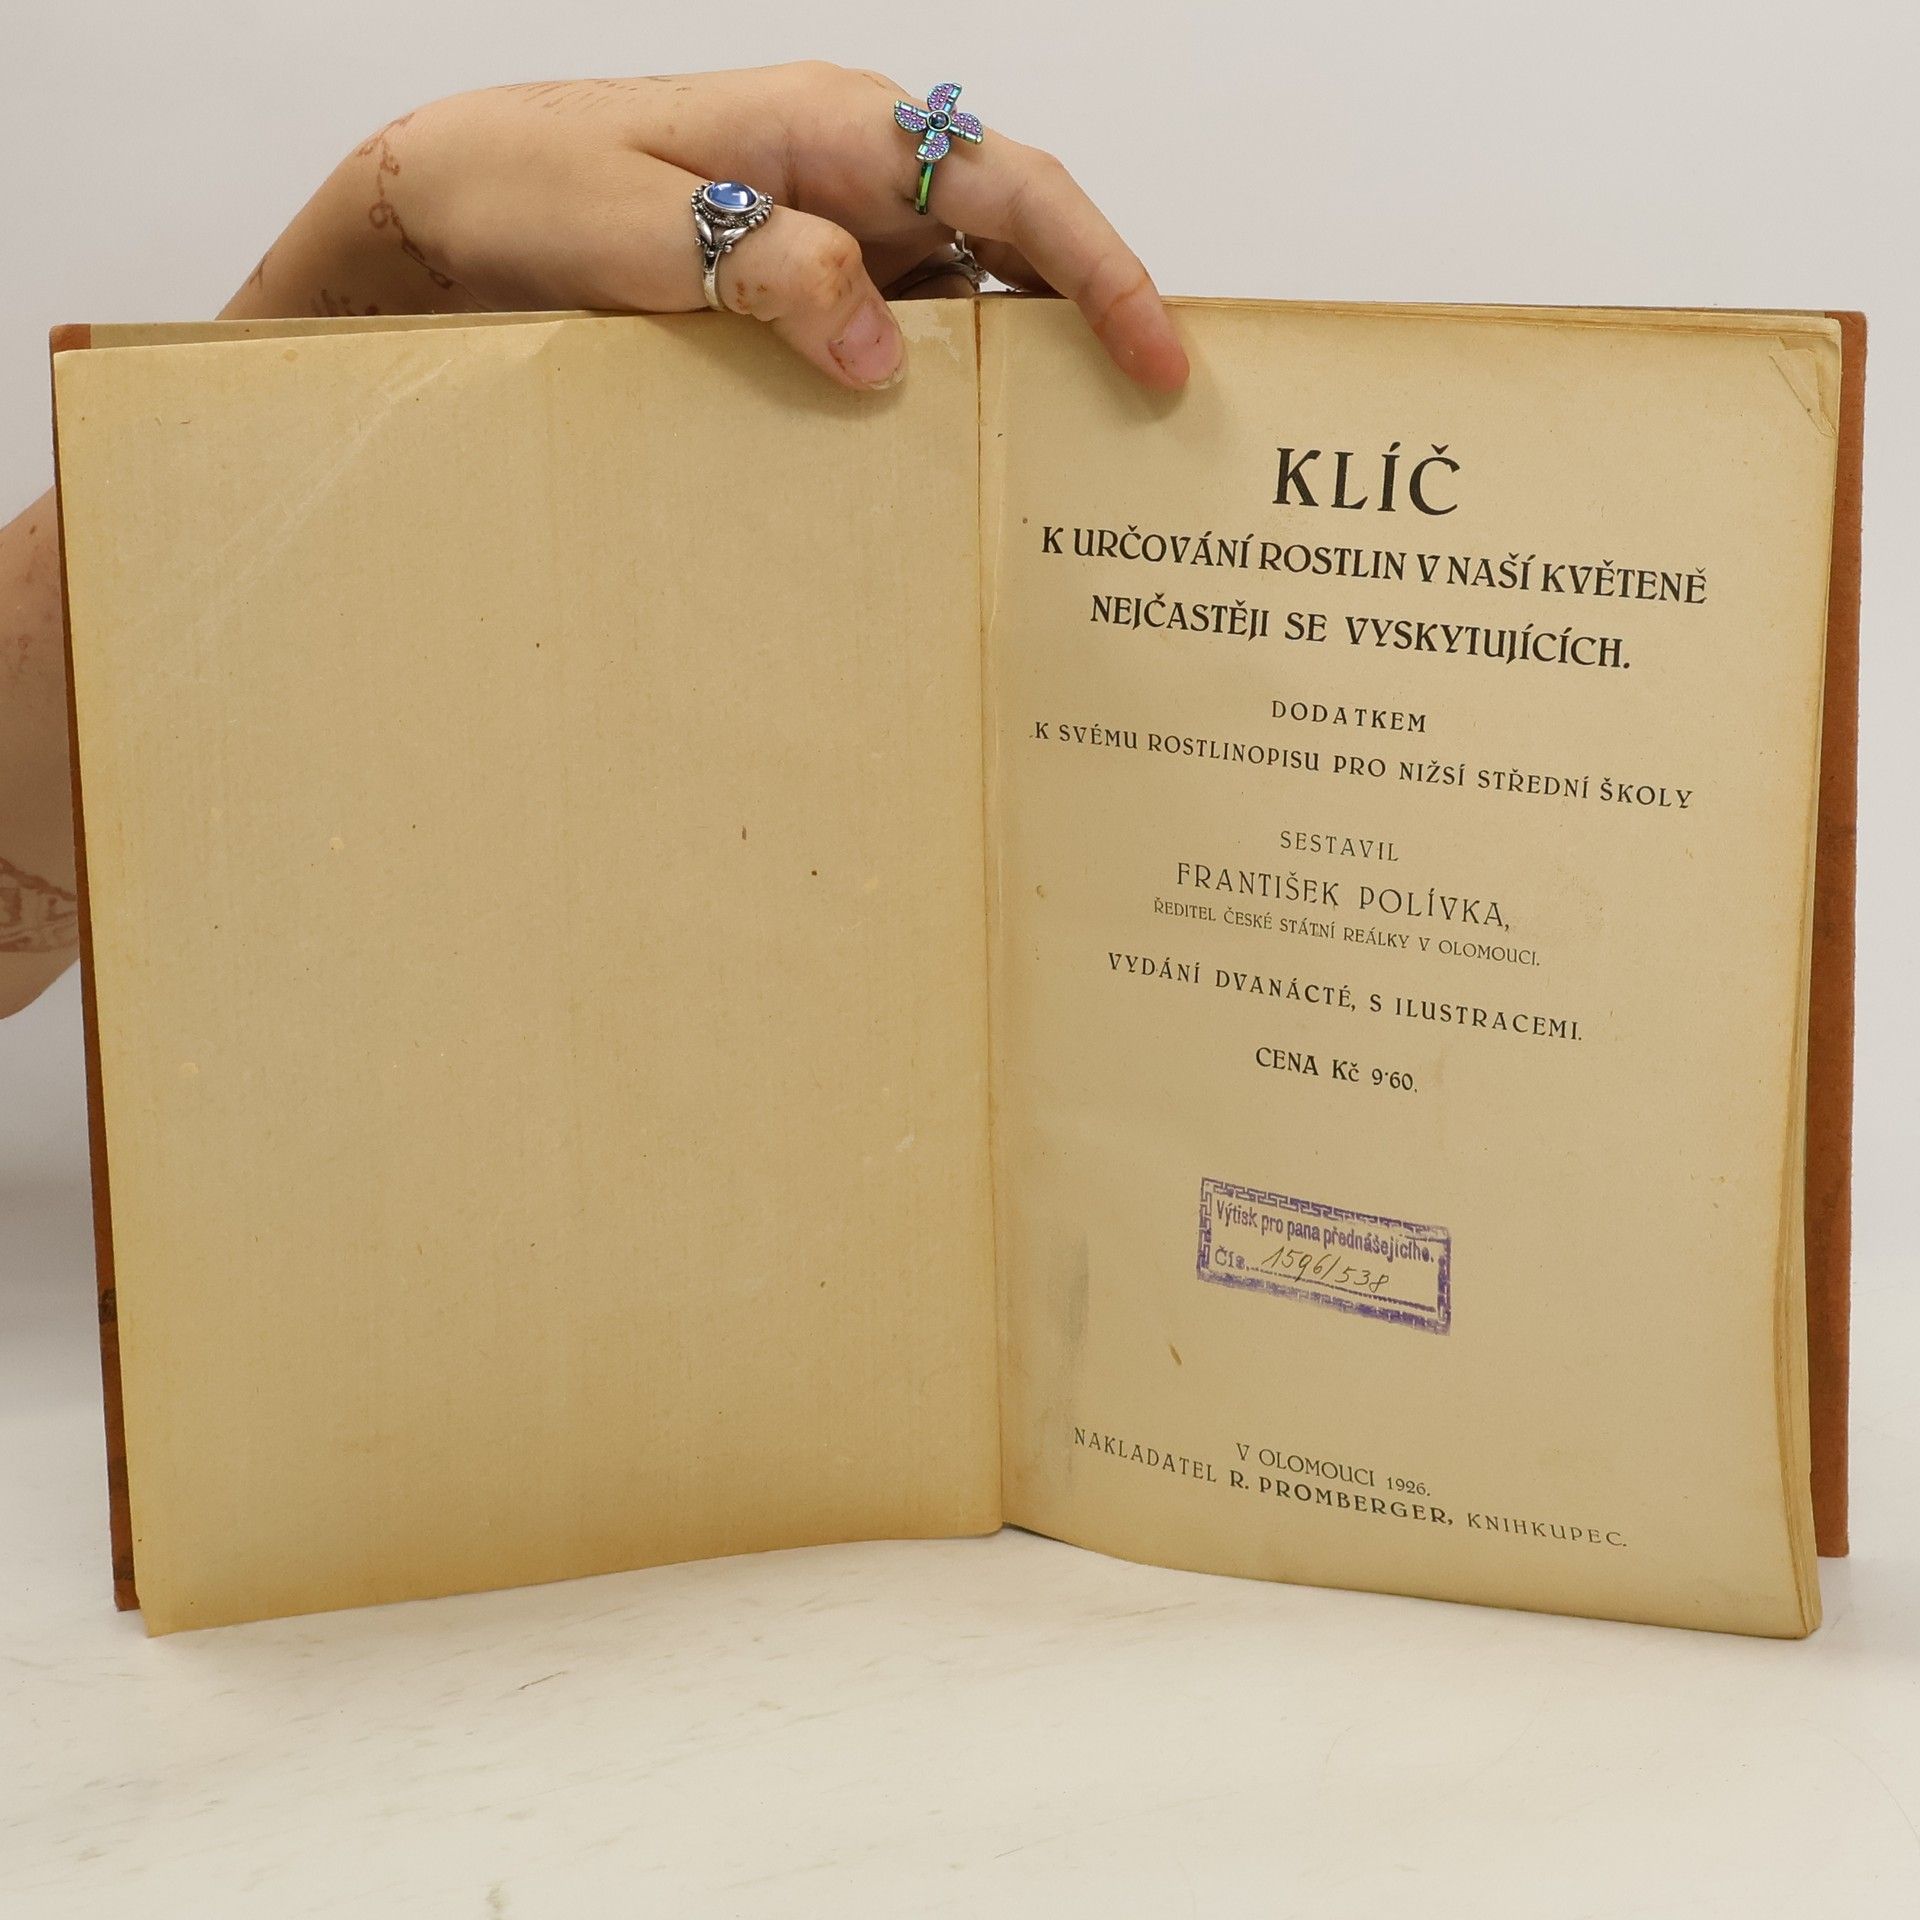 KLÍČ
K URČOVÁNÍ ROSTLIN V NAŠÍ KVĚTENĚ
NEJČASTĚJI SE VYSKYTUJÍCÍCH.
DODATKEM
K SVÉMU ROSTLINOPISU PRO NIŽSÍ STŘEDNÍ ŠKOLY
SESTAVIL
FRANTIŠEK POLÍVKA,
ŘEDITEL ČESKÉ STÁTNÍ REÁLKY V OLOMOUCI.
VYDÁNÍ DVANÁCTÉ, S ILUSTRACEMI.
CENA Kč 9·60.
Výtisk pro pana přednášejícího.
Čís. 1596/538
V OLOMOUCI 1926.
NAKLADATEL R. PROMBERGER, KNIHKUPEC.